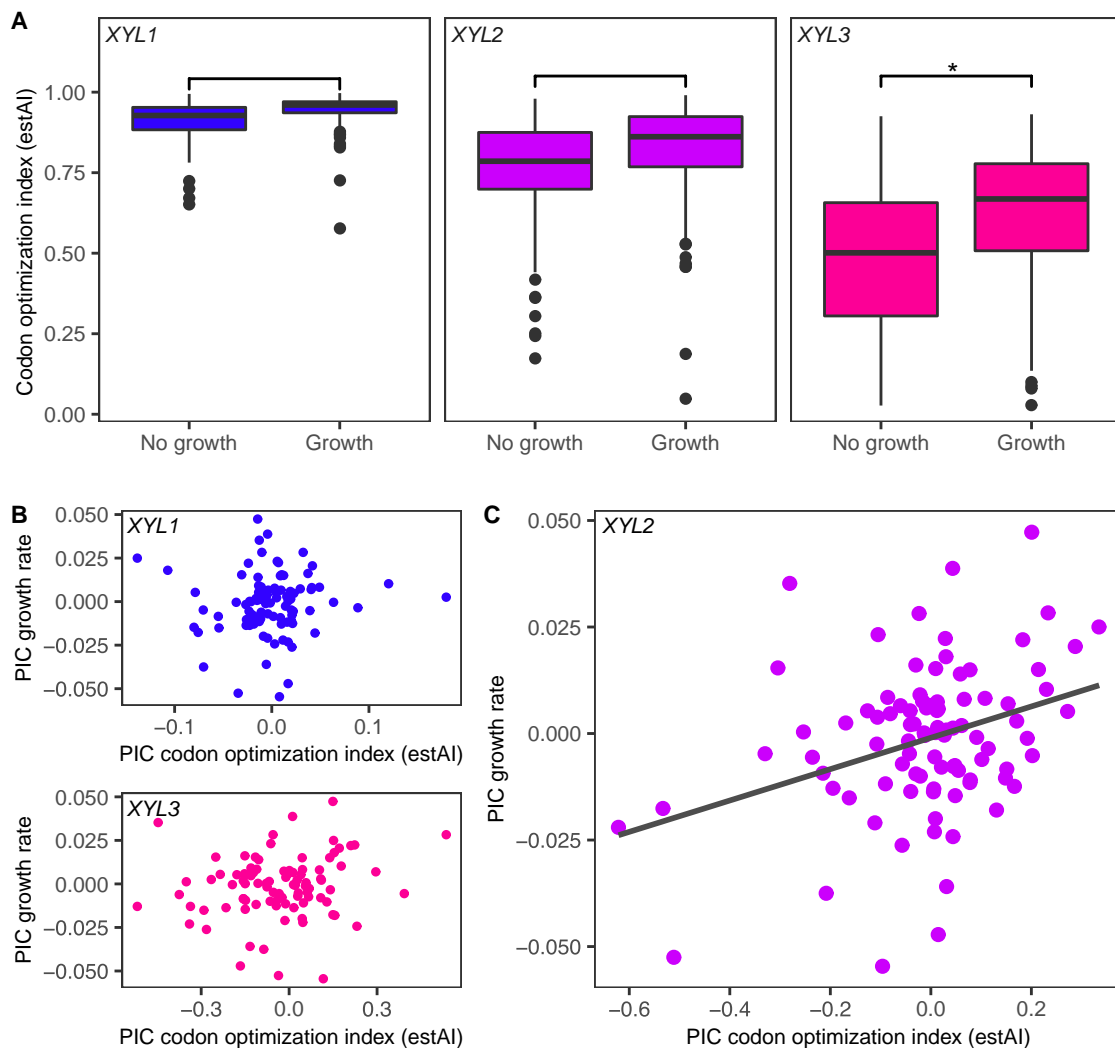 A
XYL1
XYL2
XYL3
*
Codon optimization index (estAI)
1.00
0.75
0.50
0.25
0.00
No growth
Growth
No growth
Growth
No growth
Growth
B
XYL1
PIC growth rate
0.050
0.025
0.000
−0.025
−0.050
−0.1
0.0
0.1
PIC codon optimization index (estAI)
XYL3
PIC growth rate
0.050
0.025
0.000
−0.025
−0.050
−0.3
0.0
0.3
PIC codon optimization index (estAI)
C
XYL2
PIC growth rate
0.050
0.025
0.000
−0.025
−0.050
−0.6
−0.4
−0.2
0.0
0.2
PIC codon optimization index (estAI)